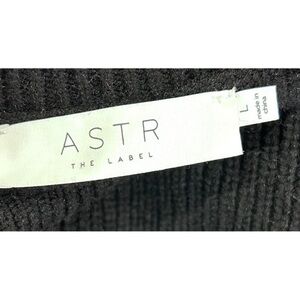 ASTR
THE LABEL
L
made in
china